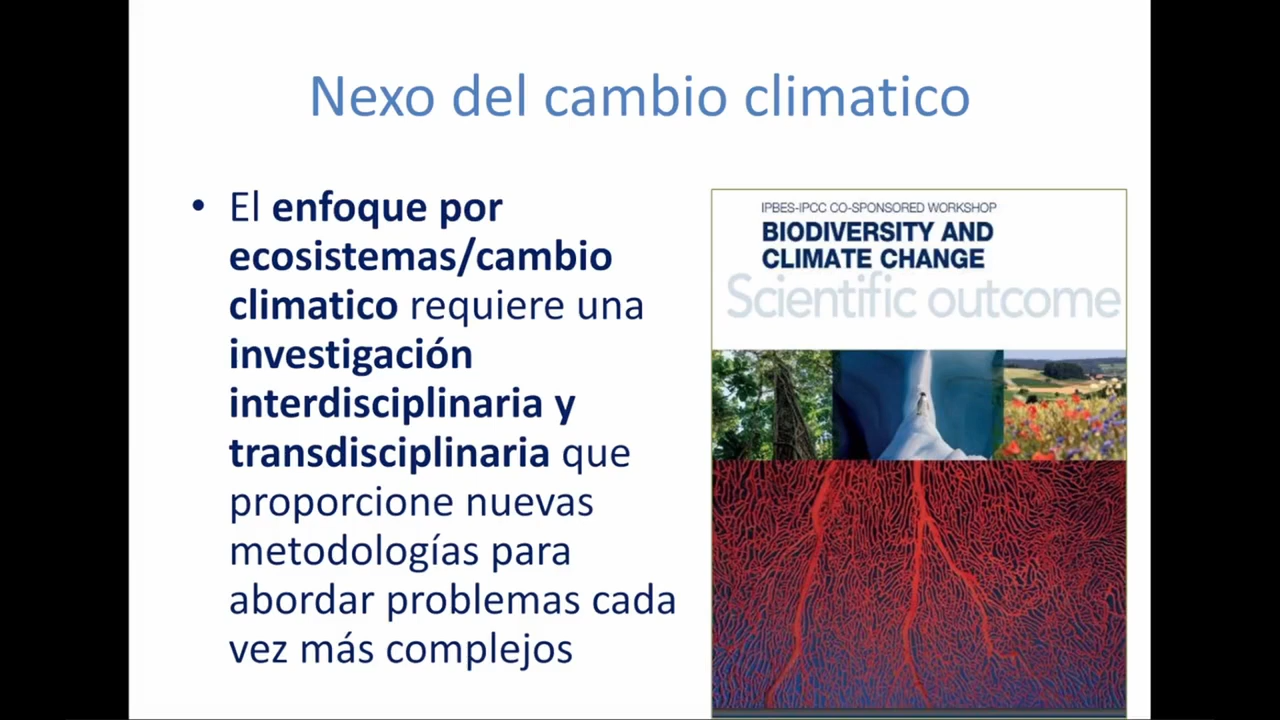 Nexo del cambio climatico
• El enfoque por
ecosistemas/cambio
climatico requiere una
investigación
interdisciplinaria y
transdisciplinaria que
proporcione nuevas
metodologías para
abordar problemas cada
vez más complejos
IPBES-IPCC CO-SPONSORED WORKSHOP
BIODIVERSITY AND
CLIMATE CHANGE
Scientific outcome